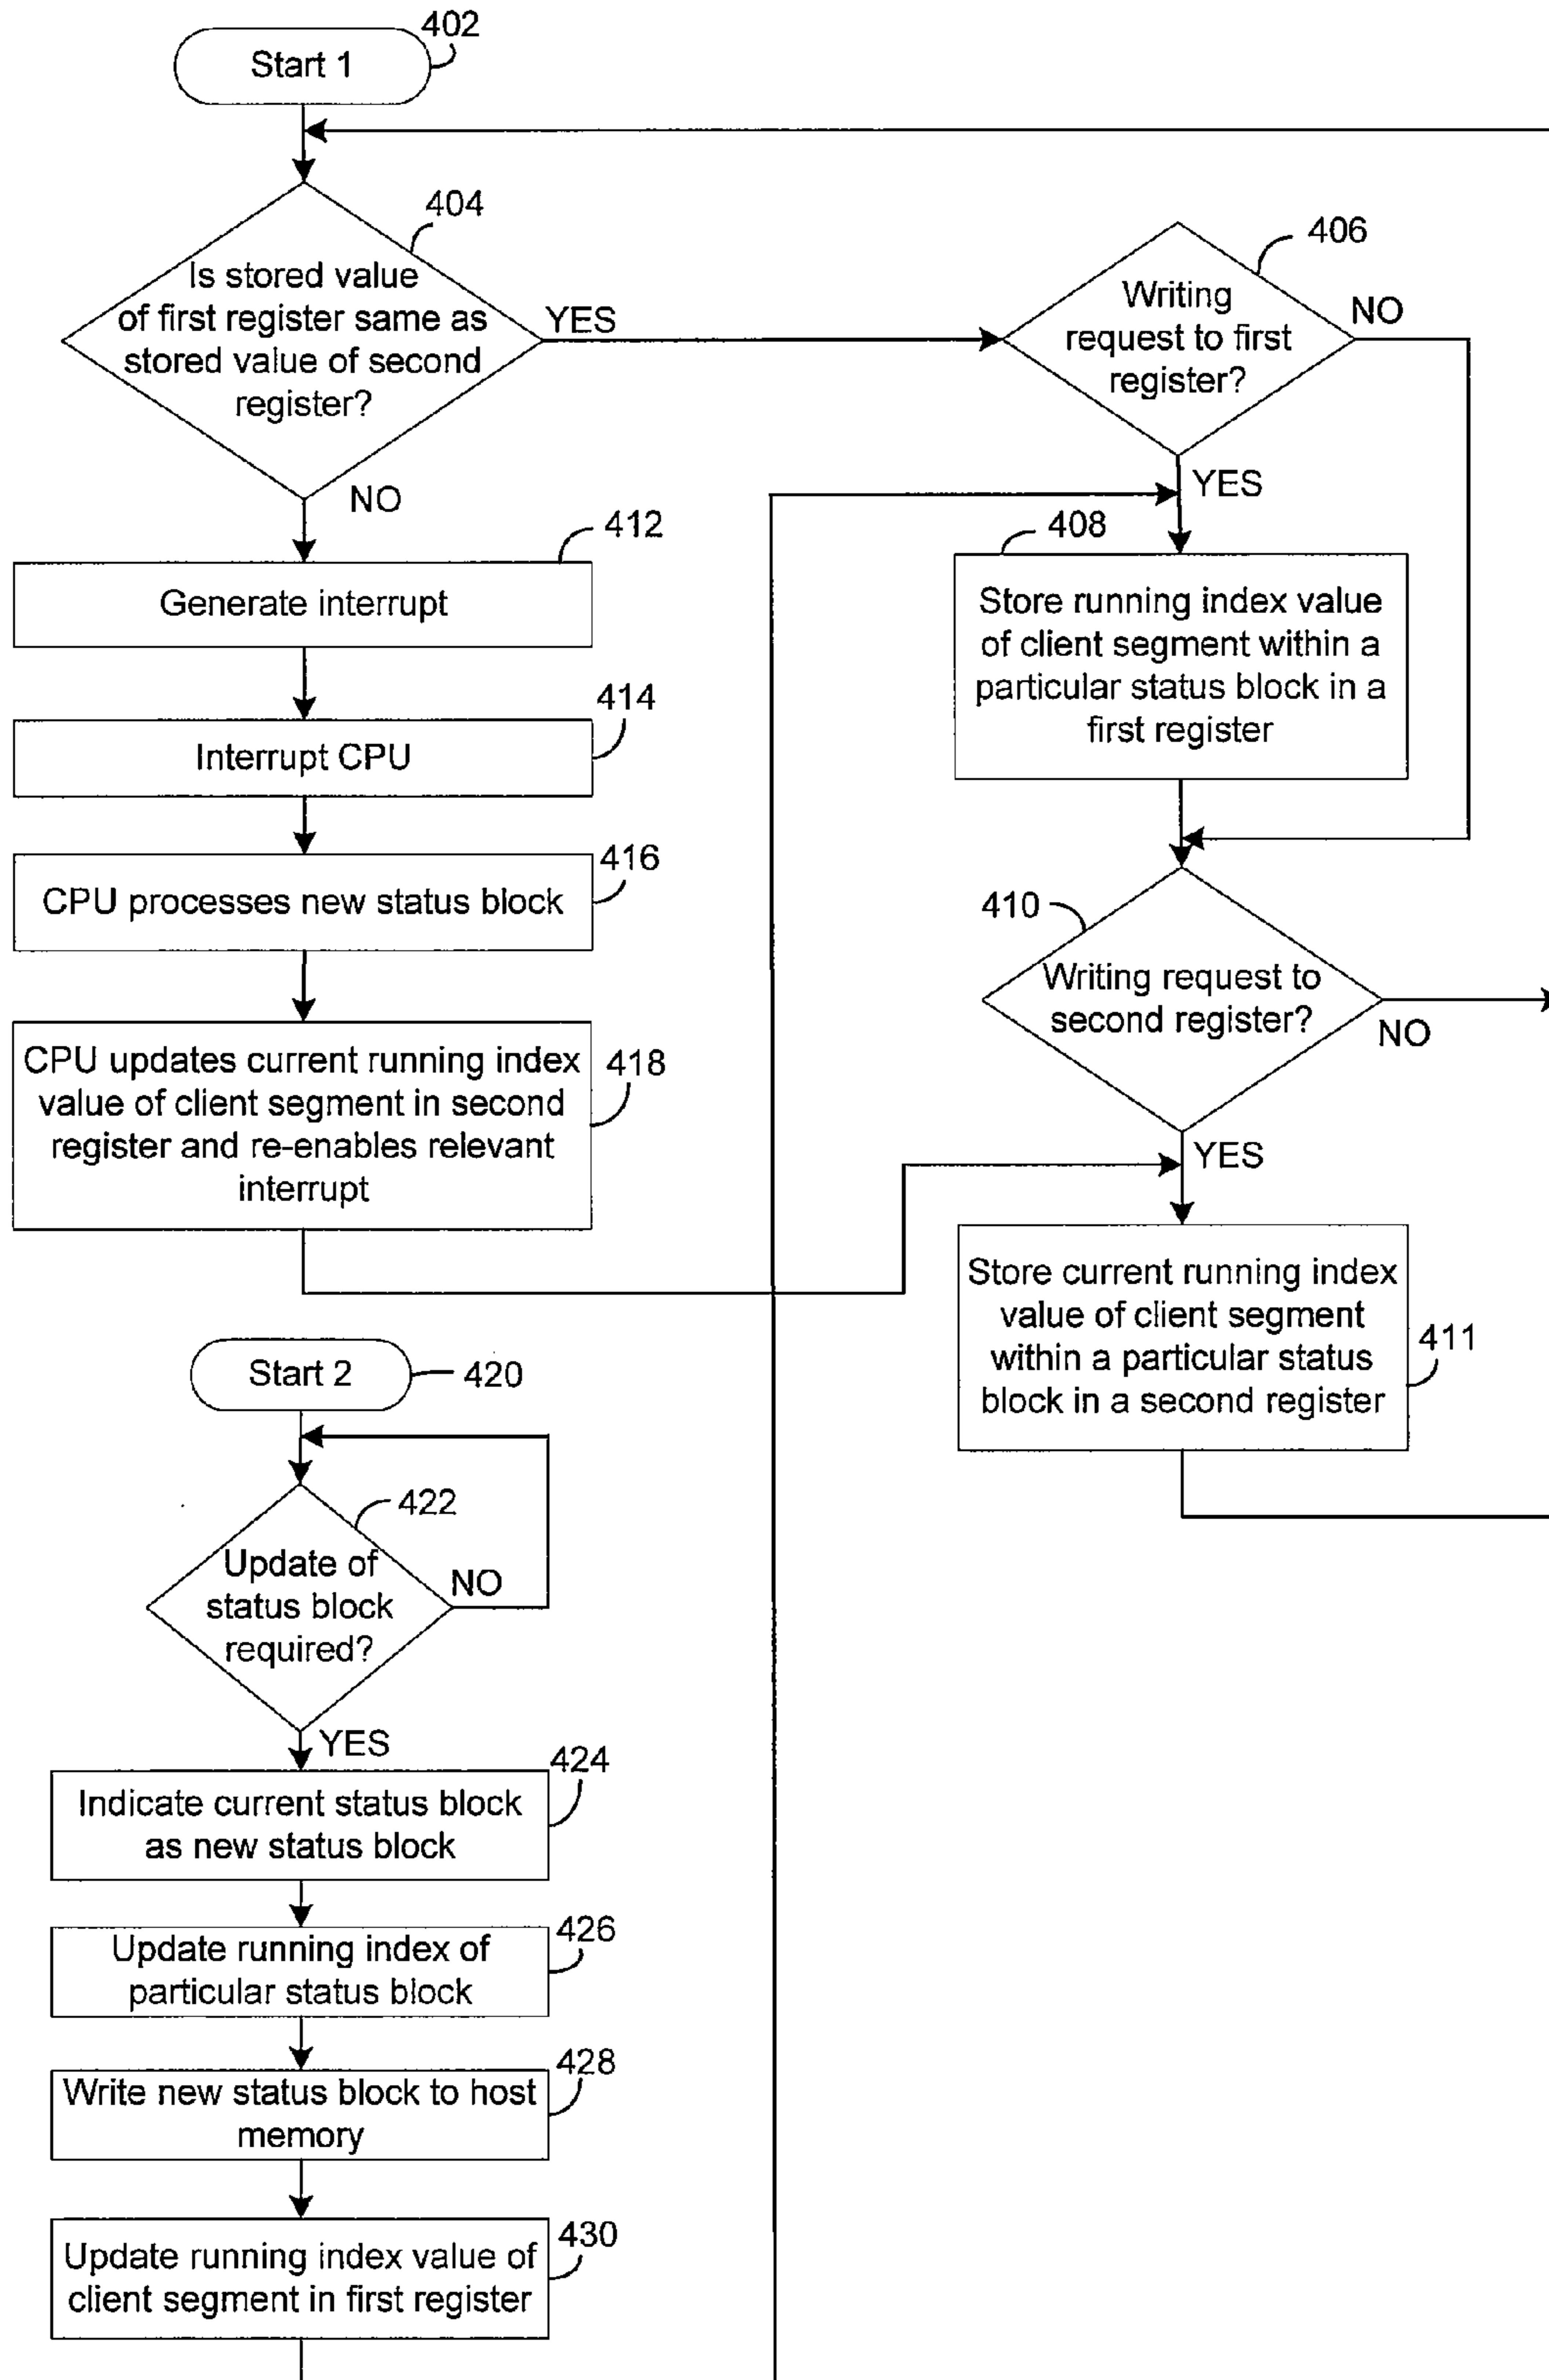 402
Start 1
404
Is stored value
of first register same as
stored value of second
register?
YES
NO
406
Writing
request to first
register?
NO
YES
412
Generate interrupt
408
Store running index value
of client segment within a
particular status block in a
first register
414
Interrupt CPU
416
CPU processes new status block
410
Writing request to
second register?
NO
YES
418
CPU updates current running index
value of client segment in second
register and re-enables relevant
interrupt
411
Store current running index
value of client segment
within a particular status
block in a second register
Start 2
420
422
Update of
status block
required?
NO
YES
424
Indicate current status block
as new status block
426
Update running index of
particular status block
428
Write new status block to host
memory
430
Update running index value of
client segment in first register